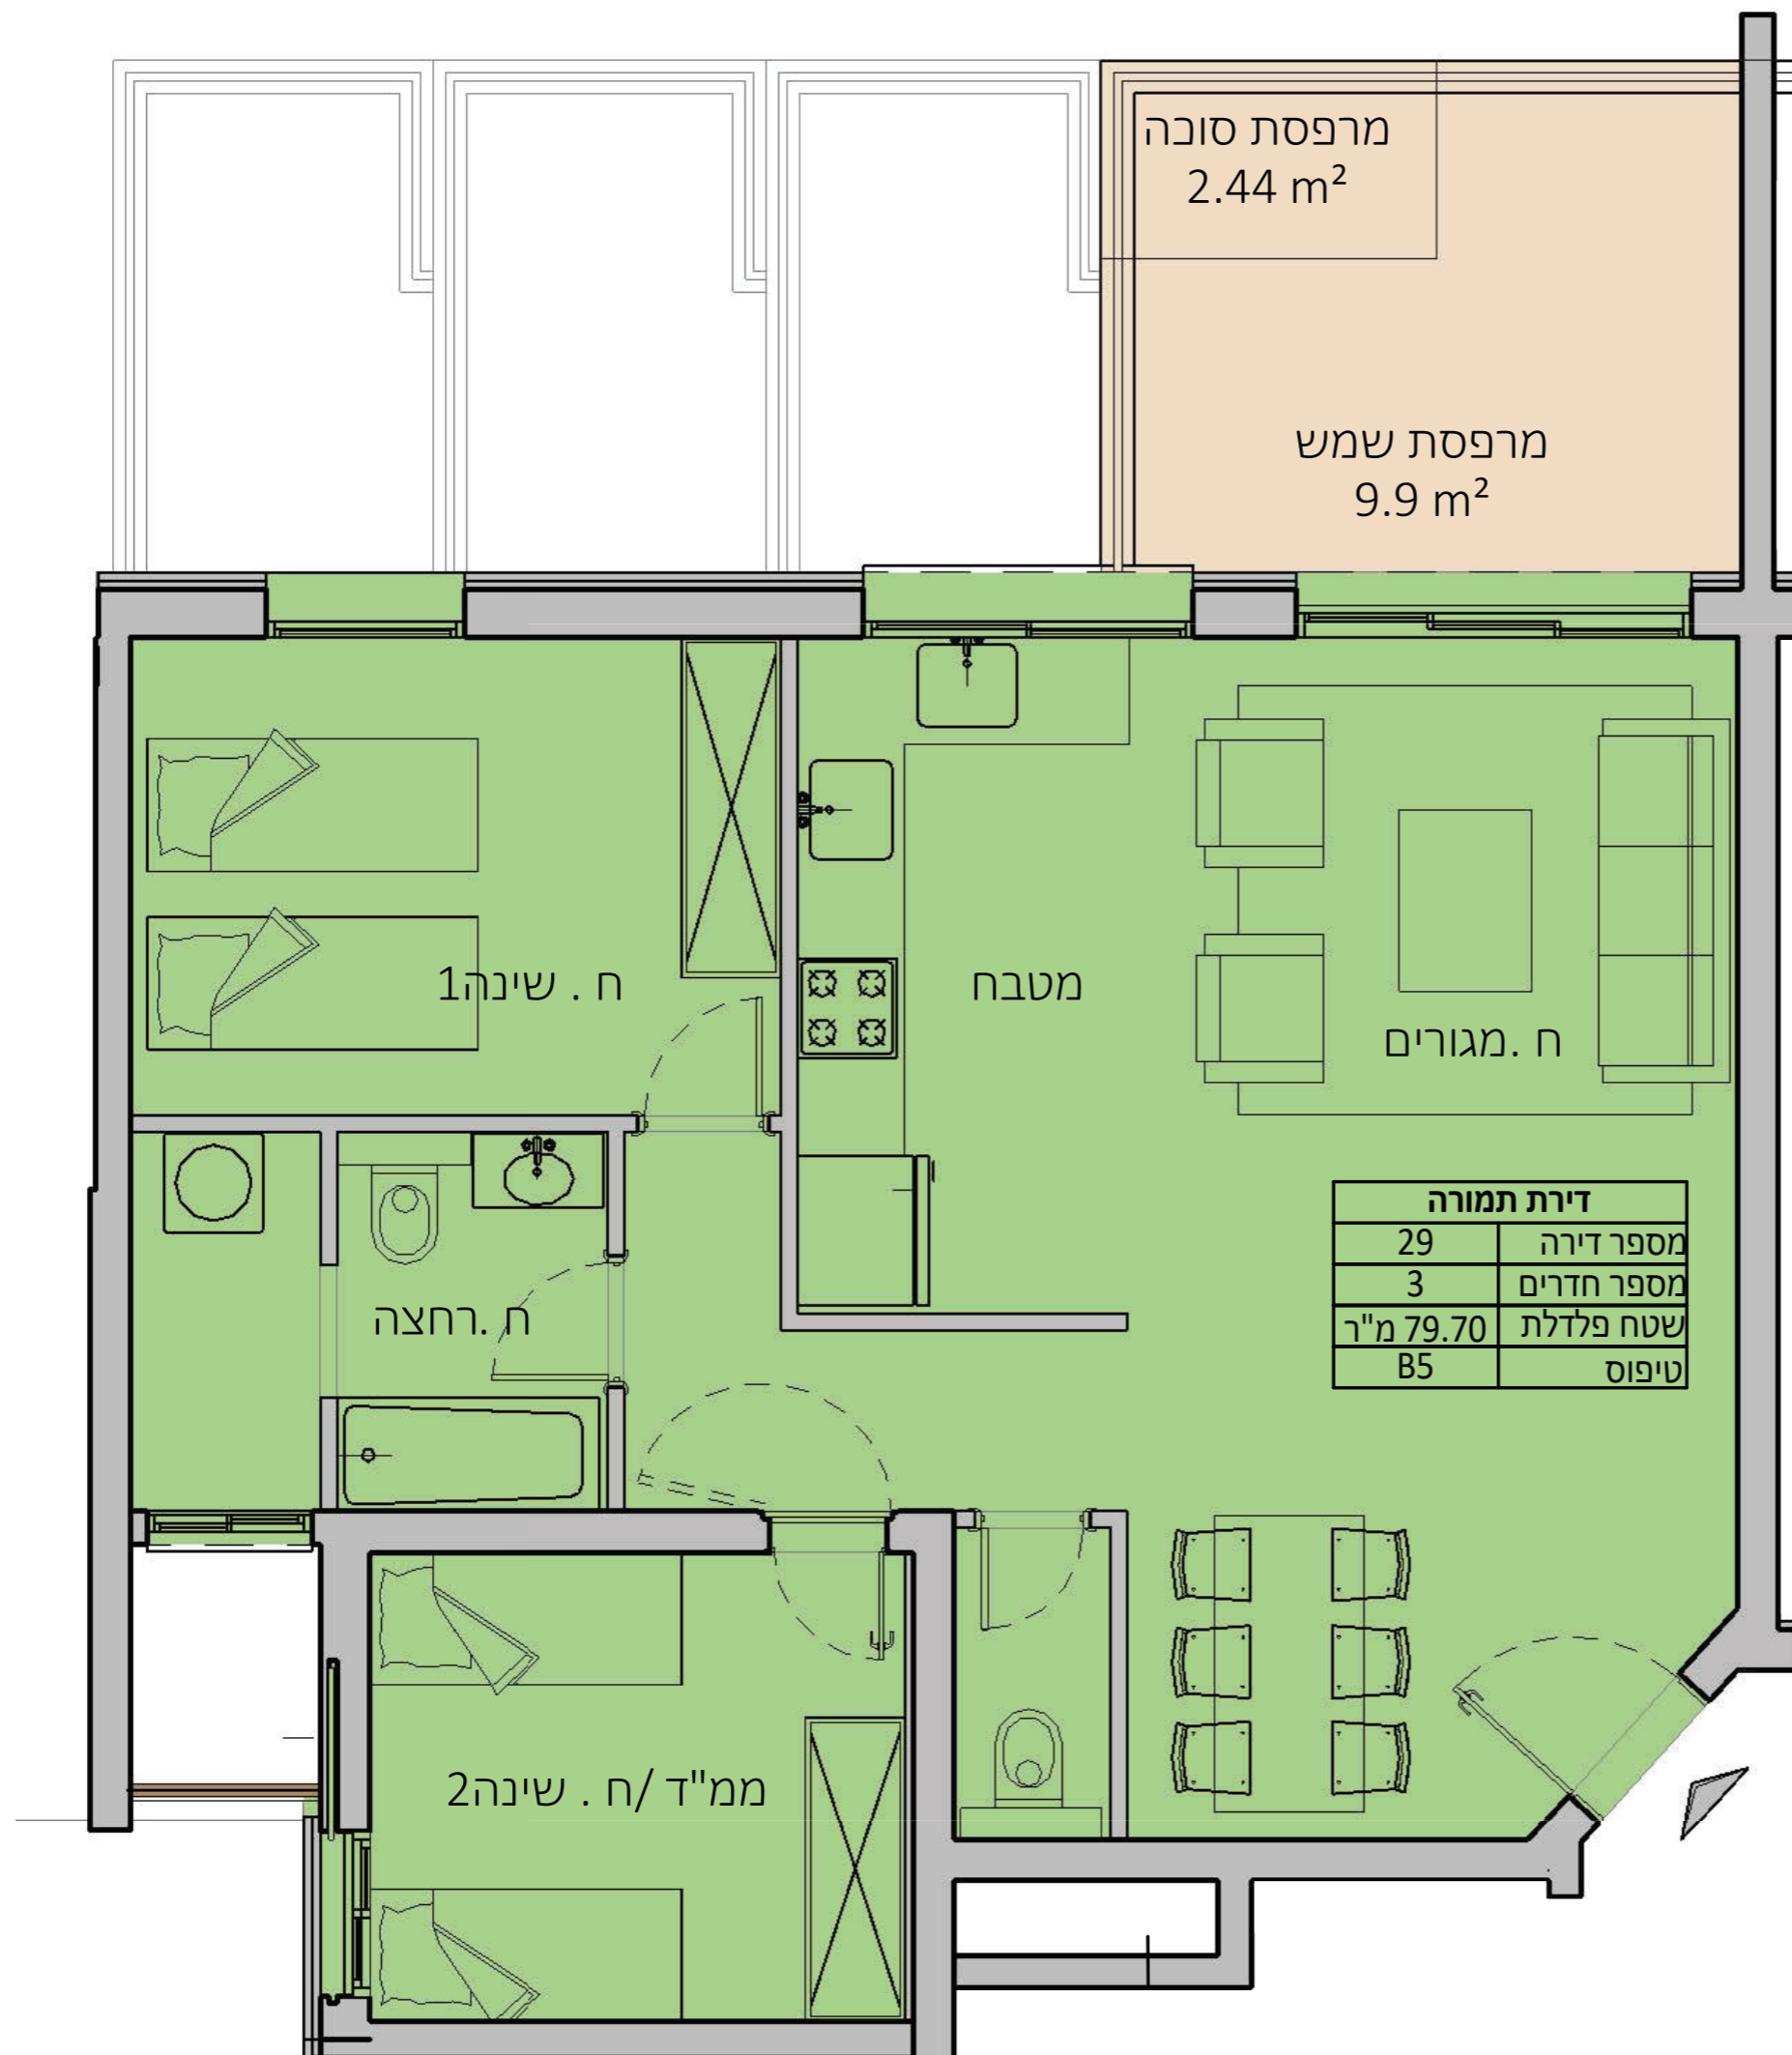 מרפסת סוכה
2.44 m²
מרפסת שמש
9.9 m²
ח . שינה1
מטבח
ח .מגורים
דירת תמורה
מספר דירה 29
מספר חדרים 3
שטח פלדלת 79.70 מ"ר
טיפוס B5
ח .רחצה
ממ"ד /ח . שינה2